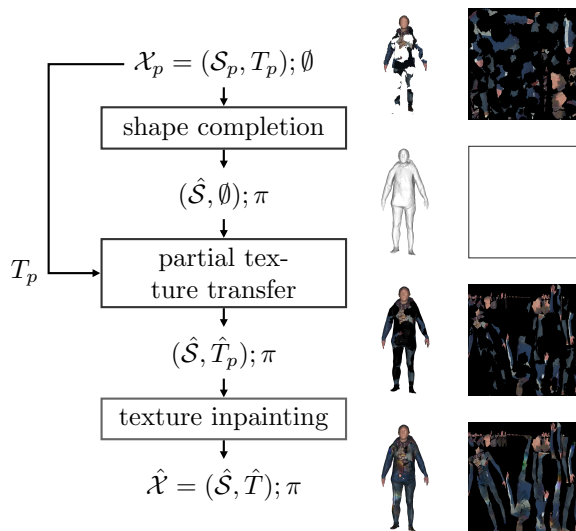 𝒳_p = (𝒮_p, T_p); ∅
shape completion
(𝒮̂, ∅); π
T_p
partial tex-
ture transfer
(𝒮̂, T̂_p); π
texture inpainting
𝒳̂ = (𝒮̂, T̂); π